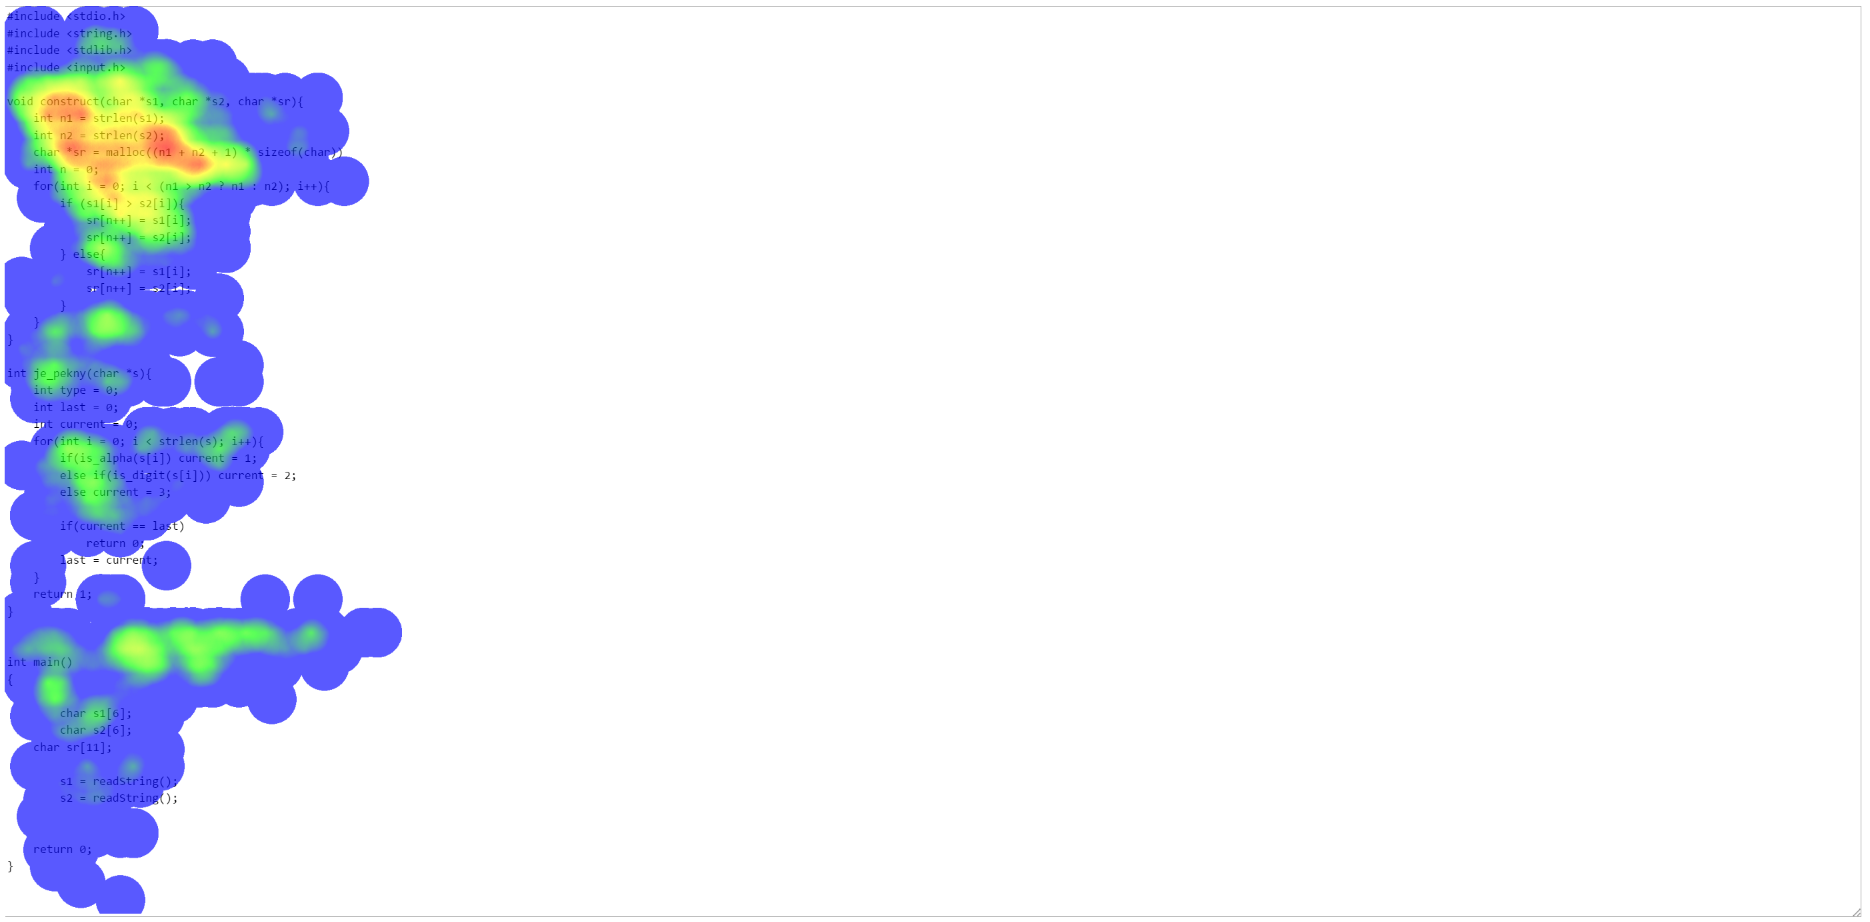 #include <stdio.h>
#include <string.h>
#include <stdlib.h>
#include <input.h>
void construct(char *s1, char *s2, char *sr){
    int n1 = strlen(s1);
    int n2 = strlen(s2);
    char *sr = malloc((n1 + n2 + 1) * sizeof(char))
    int n = 0;
    for(int i = 0; i < (n1 > n2 ? n1 : n2); i++){
        if (s1[i] > s2[i]){
            sr[n++] = s1[i];
            sr[n++] = s2[i];
        } else{
            sr[n++] = s1[i];
            sr[n++] = s2[i];
        }
    }
}
int je_pekny(char *s){
    int type = 0;
    int last = 0;
    int current = 0;
    for(int i = 0; i < strlen(s); i++){
        if(is_alpha(s[i]) current = 1;
        else if(is_digit(s[i])) current = 2;
        else current = 3;
        if(current == last)
            return 0;
        last = current;
    }
    return 1;
}
int main()
{
        char s1[6];
        char s2[6];
    char sr[11];
        s1 = readString();
        s2 = readString();
    return 0;
}